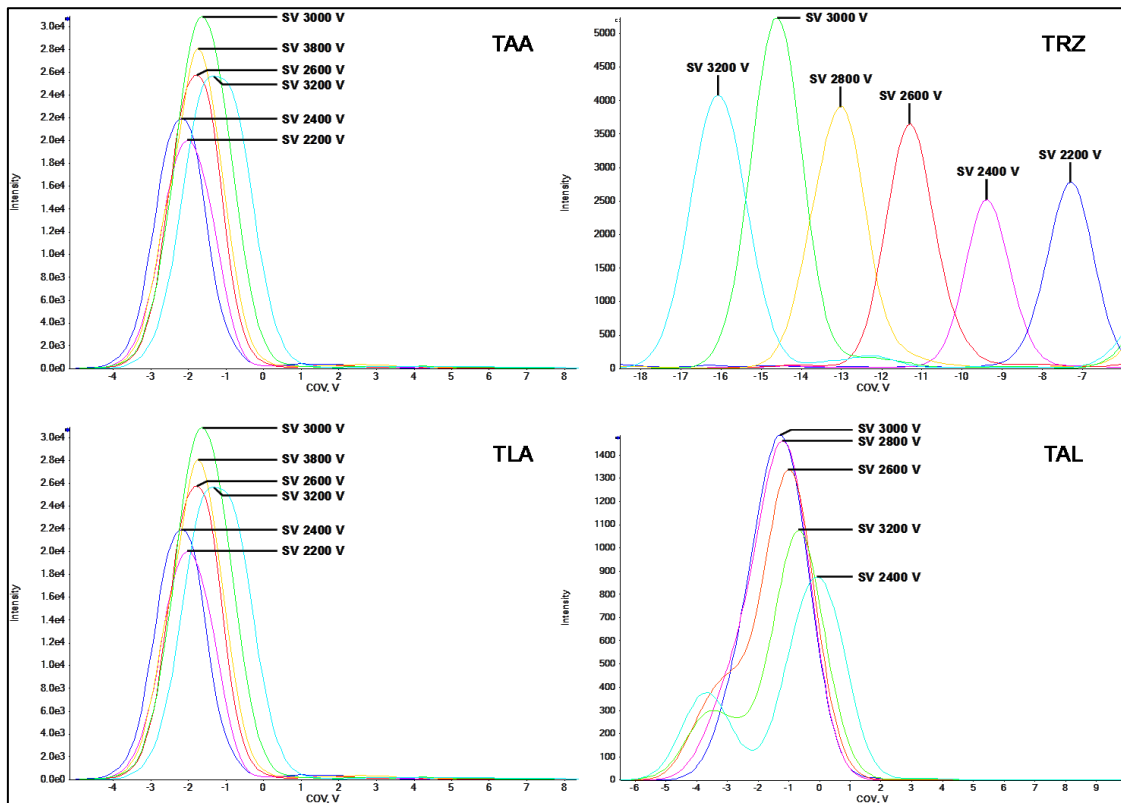 TAA
SV 3000 V
SV 3800 V
SV 2600 V
SV 3200 V
SV 2400 V
SV 2200 V
3.0e4
2.8e4
2.6e4
2.4e4
2.2e4
2.0e4
1.8e4
1.6e4
1.4e4
1.2e4
1.0e4
8.0e3
6.0e3
4.0e3
2.0e3
0.0e0
Intensity
-4 -3 -2 -1 0 1 2 3 4 5 6 7 8
COV, V
TRZ
SV 3000 V
SV 3200 V
SV 2800 V
SV 2600 V
SV 2400 V
SV 2200 V
5000
4500
4000
3500
3000
2500
2000
1500
1000
500
0
Intensity
-18 -17 -16 -15 -14 -13 -12 -11 -10 -9 -8 -7
COV, V
TLA
SV 3000 V
SV 3800 V
SV 2600 V
SV 3200 V
SV 2400 V
SV 2200 V
3.0e4
2.8e4
2.6e4
2.4e4
2.2e4
2.0e4
1.8e4
1.6e4
1.4e4
1.2e4
1.0e4
8.0e3
6.0e3
4.0e3
2.0e3
0.0e0
Intensity
-4 -3 -2 -1 0 1 2 3 4 5 6 7 8
COV, V
TAL
SV 3000 V
SV 2800 V
SV 2600 V
SV 3200 V
SV 2400 V
1400
1300
1200
1100
1000
900
800
700
600
500
400
300
200
100
0
Intensity
-6 -5 -4 -3 -2 -1 0 1 2 3 4 5 6 7 8 9
COV, V